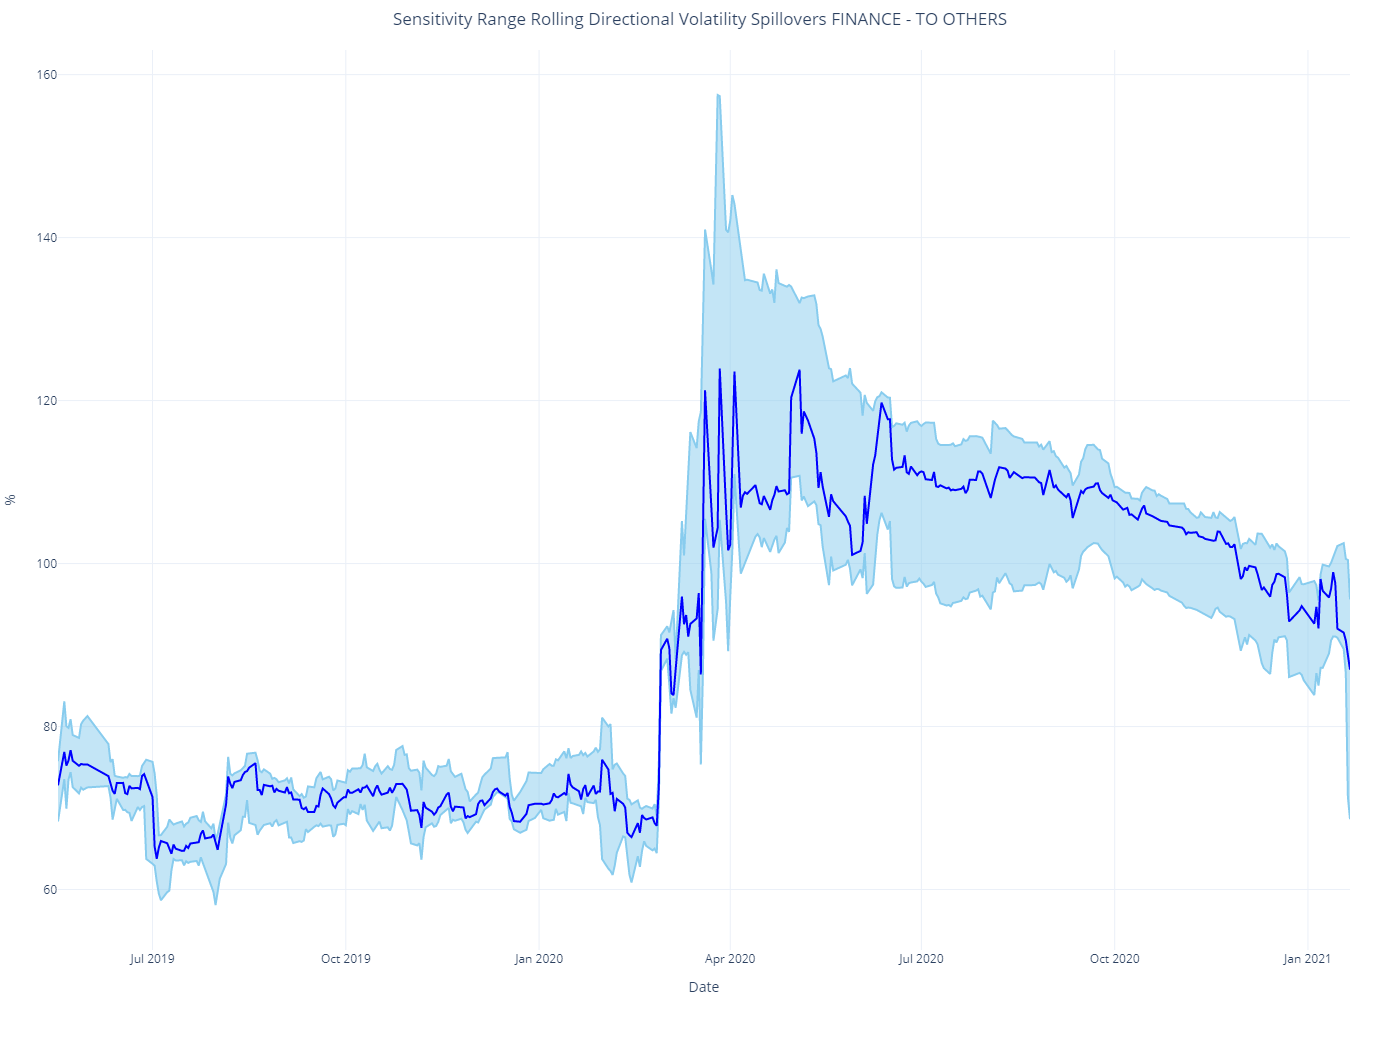 Sensitivity Range Rolling Directional Volatility Spillovers FINANCE - TO OTHERS
160
140
120
100
80
60
%
Jul 2019
Oct 2019
Jan 2020
Apr 2020
Jul 2020
Oct 2020
Jan 2021
Date